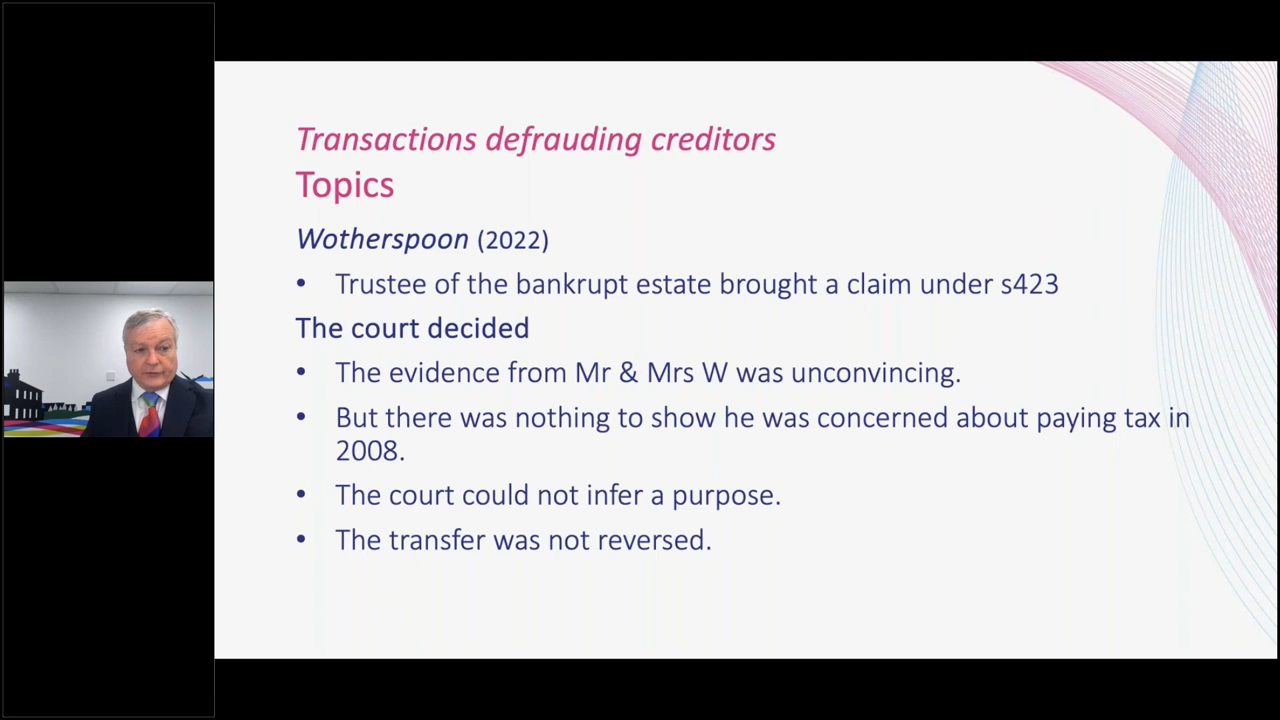 Transactions defrauding creditors
Topics
Wotherspoon (2022)
• Trustee of the bankrupt estate brought a claim under s423
The court decided
• The evidence from Mr & Mrs W was unconvincing.
• But there was nothing to show he was concerned about paying tax in
2008.
• The court could not infer a purpose.
• The transfer was not reversed.